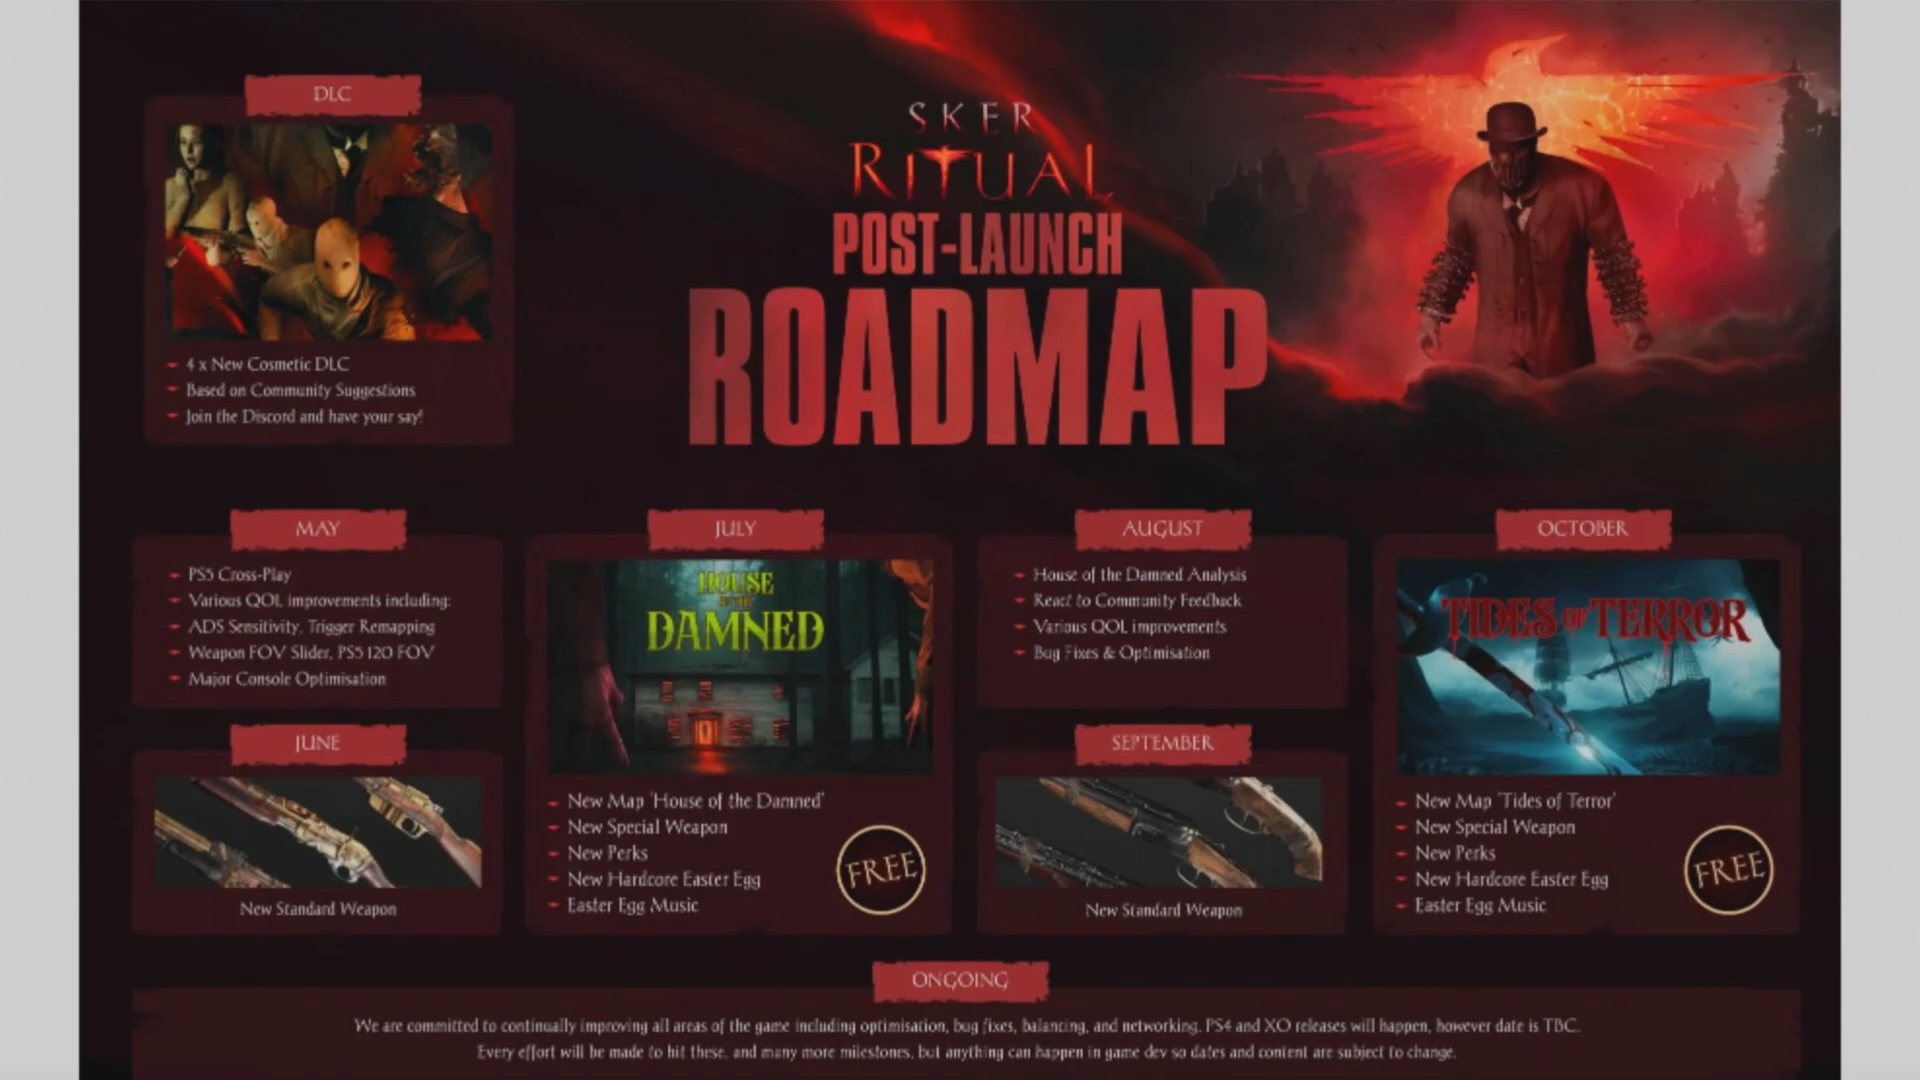 DLC
4 x New Cosmetic DLC
Based on Community Suggestions
Join the Discord and have your say!
SKER
RITUAL
POST-LAUNCH
ROADMAP
MAY
PS5 Cross-Play
Various QOL improvements including:
ADS Sensitivity, Trigger Remapping
Weapon FOV Slider, PS5 120 FOV
Major Console Optimisation
JUNE
New Standard Weapon
JULY
HOUSE
OF THE
DAMNED
New Map 'House of the Damned'
New Special Weapon
New Perks
New Hardcore Easter Egg
Easter Egg Music
FREE
AUGUST
House of the Damned Analysis
React to Community Feedback
Various QOL improvements
Bug Fixes & Optimisation
SEPTEMBER
New Standard Weapon
OCTOBER
TIDES OF TERROR
New Map 'Tides of Terror'
New Special Weapon
New Perks
New Hardcore Easter Egg
Easter Egg Music
FREE
ONGOING
We are committed to continually improving all areas of the game including optimisation, bug fixes, balancing, and networking. PS4 and XO releases will happen, however date is TBC.
Every effort will be made to hit these, and many more milestones, but anything can happen in game dev so dates and content are subject to change.